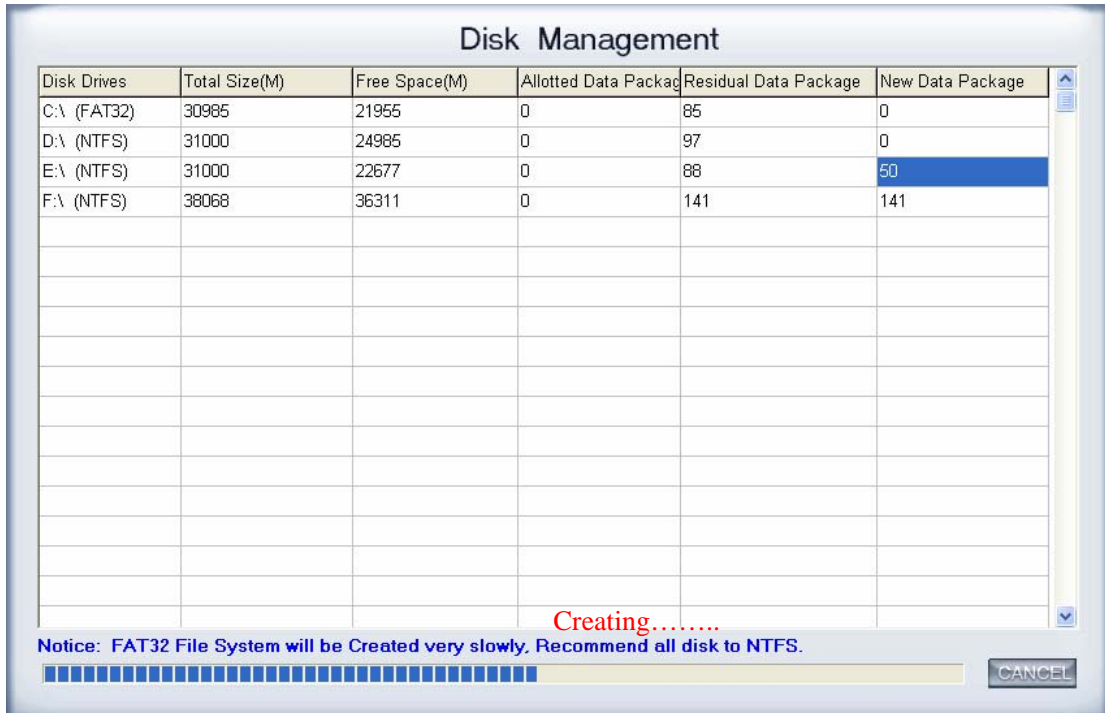 Disk Management
Disk Drives Total Size(M) Free Space(M) Allotted Data Packag Residual Data Package New Data Package
C:\ (FAT32) 30985 21955 0 85 0
D:\ (NTFS) 31000 24985 0 97 0
E:\ (NTFS) 31000 22677 0 88 50
F:\ (NTFS) 38068 36311 0 141 141
Creating……..
Notice: FAT32 File System will be Created very slowly, Recommend all disk to NTFS.
CANCEL